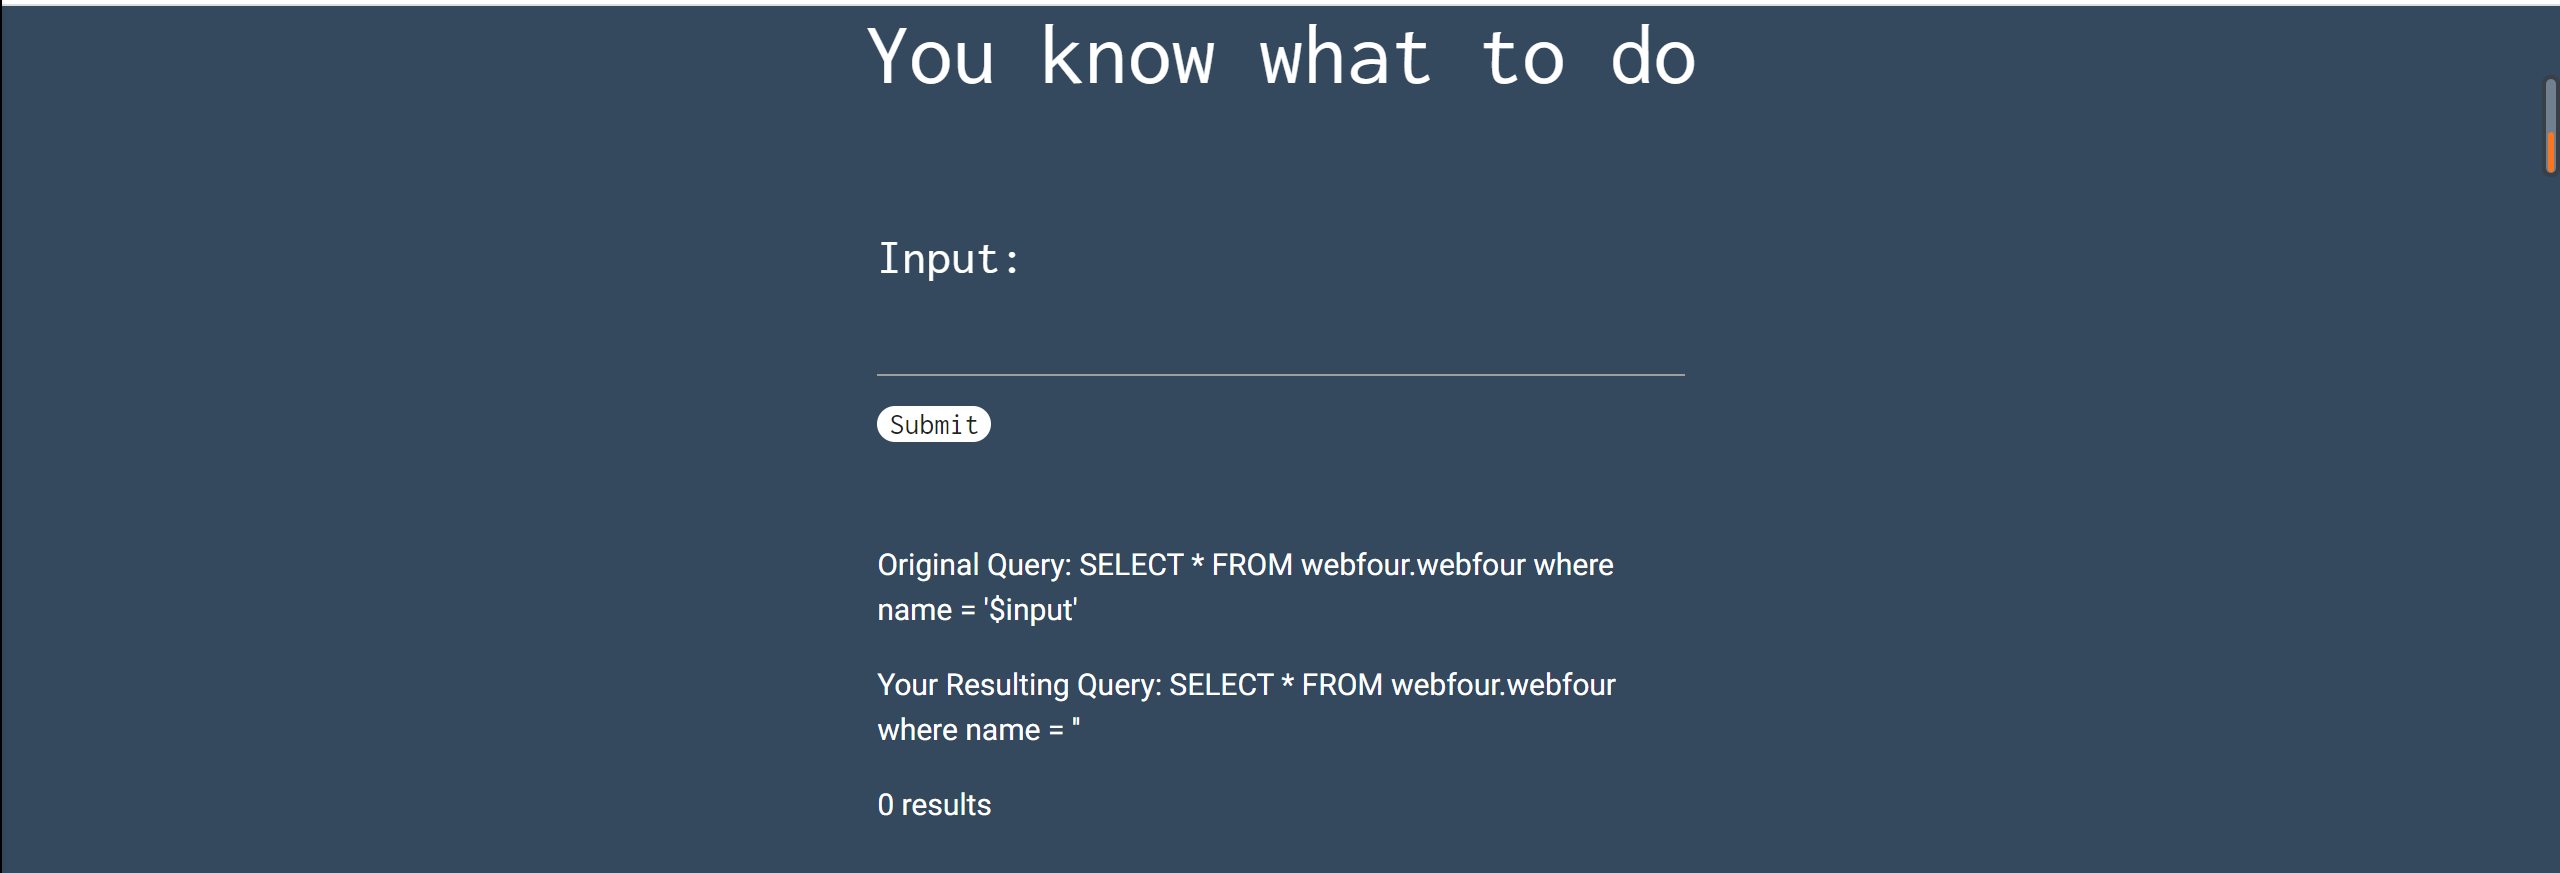 You know what to do
Input:
Submit
Original Query: SELECT * FROM webfour.webfour where
name = '$input'
Your Resulting Query: SELECT * FROM webfour.webfour
where name = ''
0 results